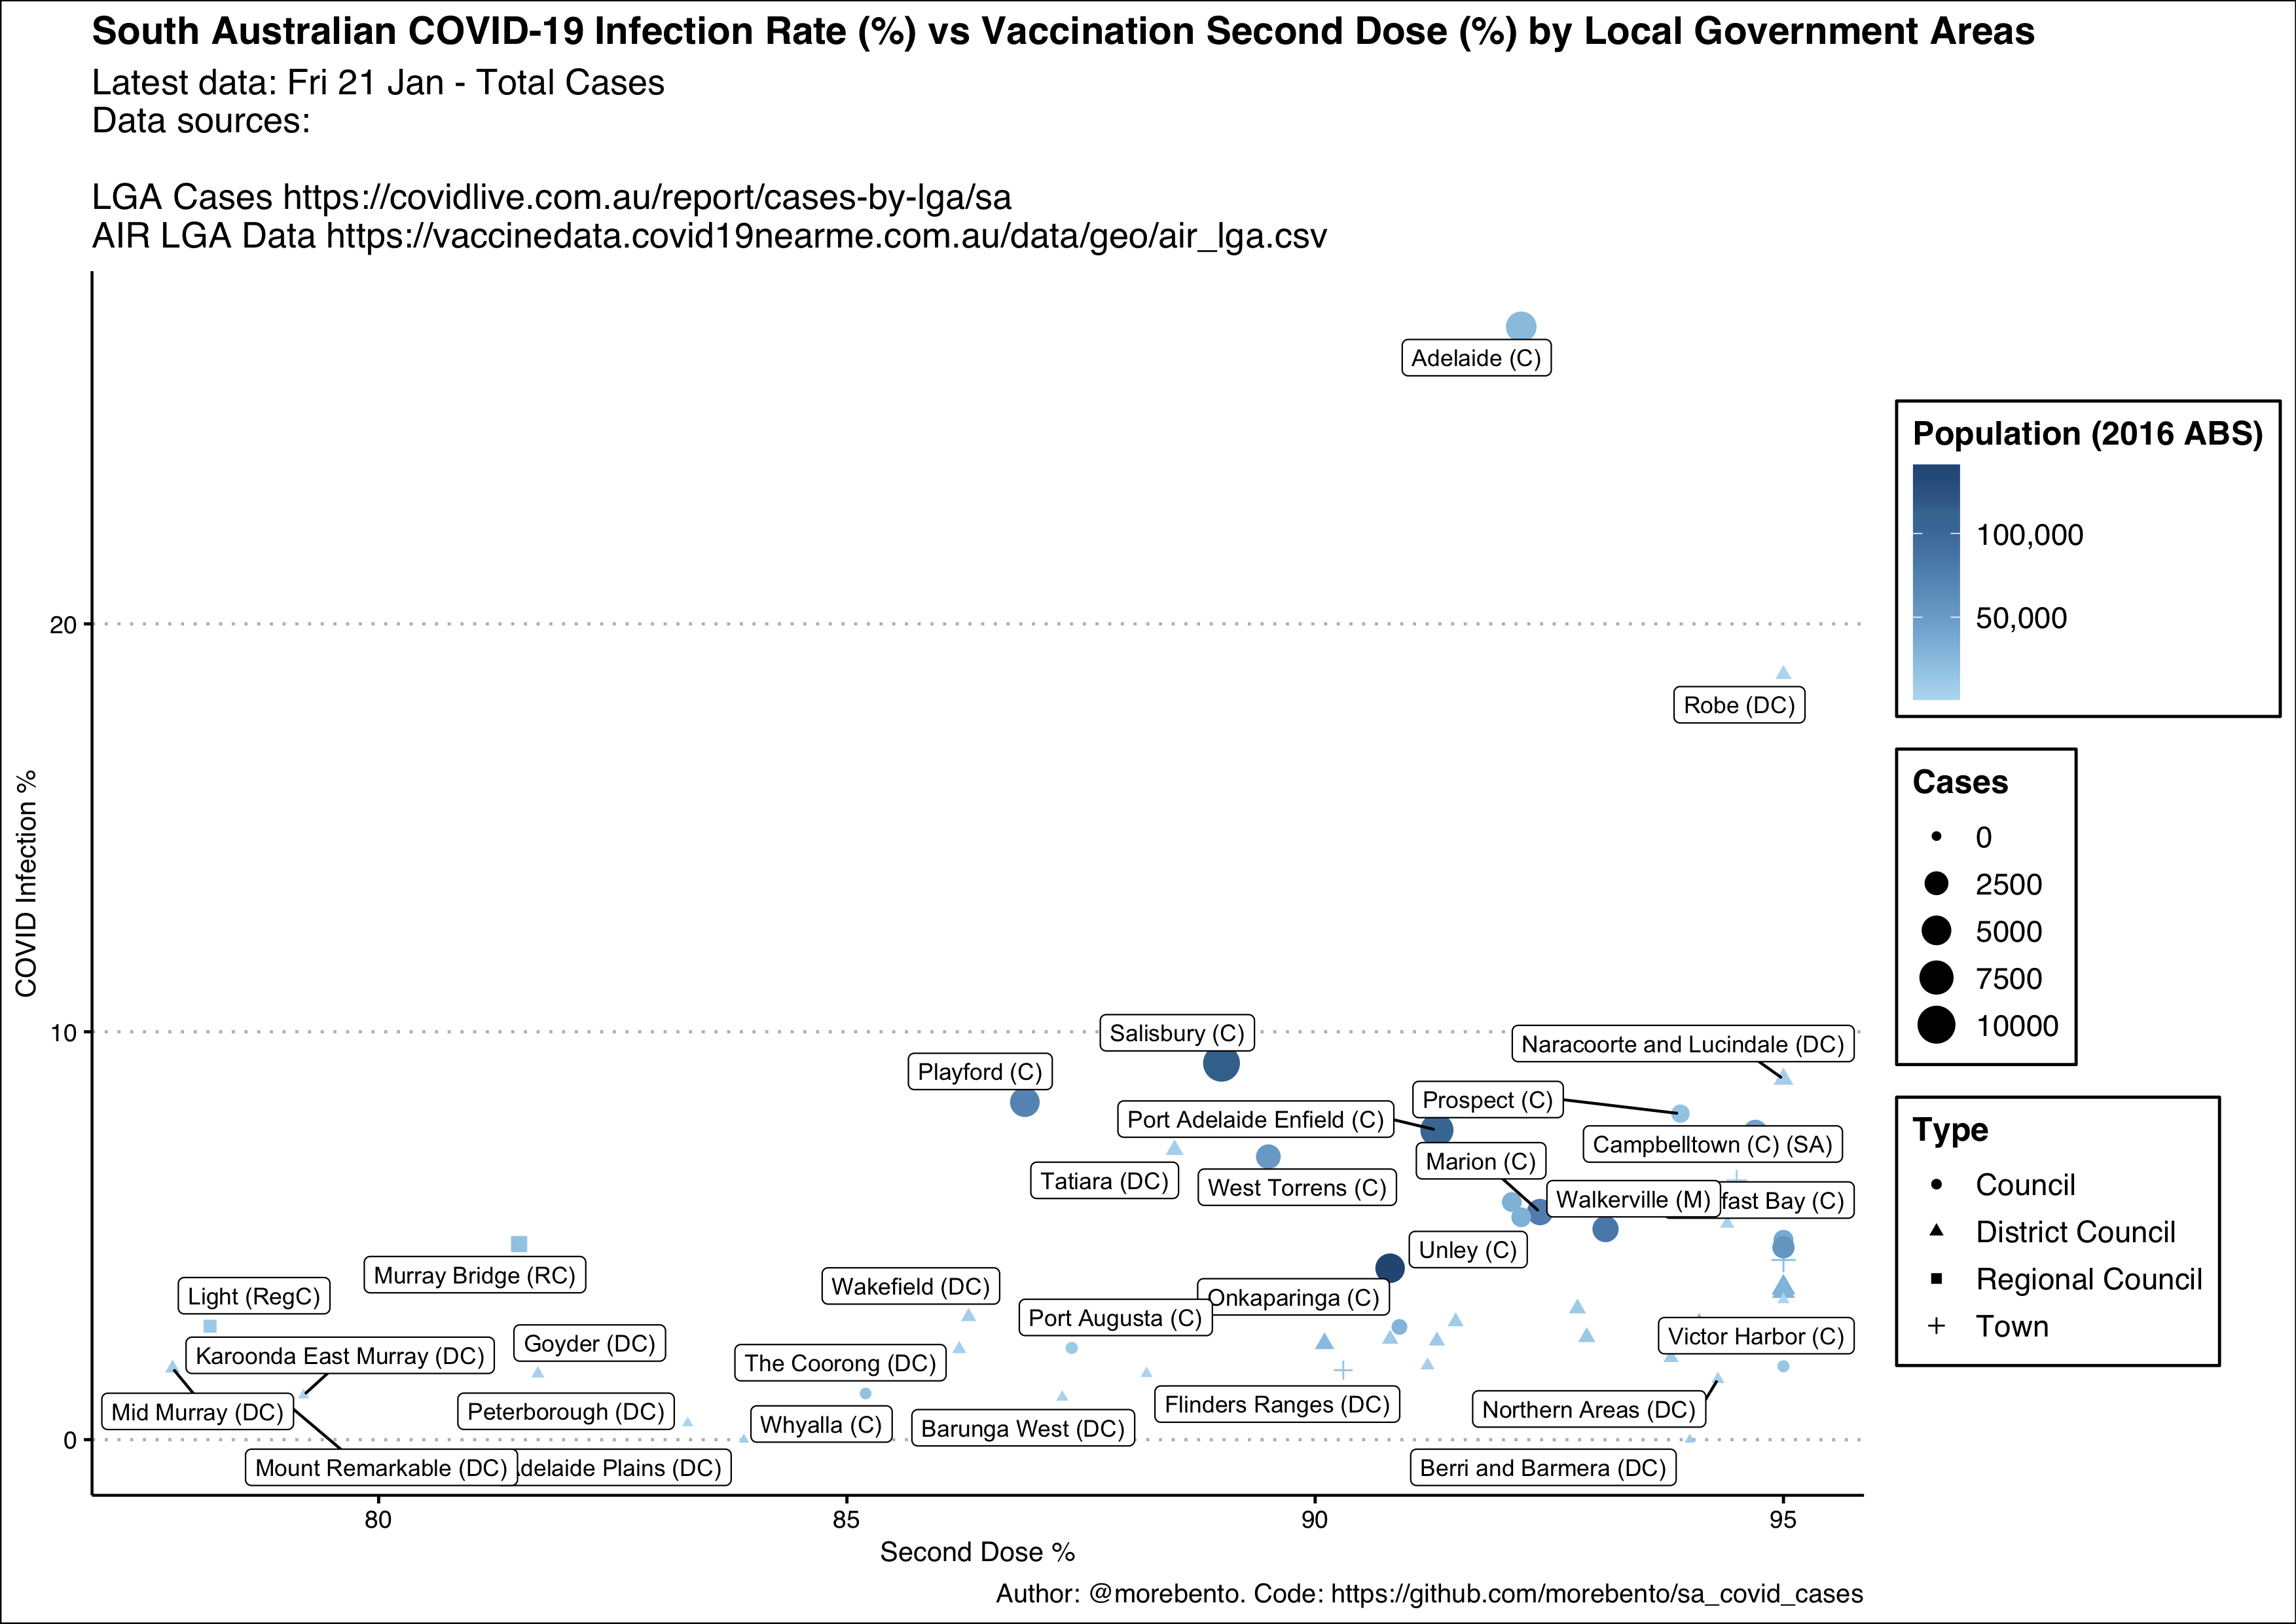 South Australian COVID-19 Infection Rate (%) vs Vaccination Second Dose (%) by Local Government Areas
Latest data: Fri 21 Jan - Total Cases
Data sources:
LGA Cases https://covidlive.com.au/report/cases-by-lga/sa
AIR LGA Data https://vaccinedata.covid19nearme.com.au/data/geo/air_lga.csv
COVID Infection %
20
10
0
Adelaide (C)
Robe (DC)
Salisbury (C)
Naracoorte and Lucindale (DC)
Playford (C)
Prospect (C)
Port Adelaide Enfield (C)
Campbelltown (C) (SA)
Marion (C)
Tatiara (DC)
West Torrens (C)
Walkerville (M)
fast Bay (C)
Unley (C)
Murray Bridge (RC)
Wakefield (DC)
Light (RegC)
Onkaparinga (C)
Port Augusta (C)
Victor Harbor (C)
Goyder (DC)
Karoonda East Murray (DC)
The Coorong (DC)
Flinders Ranges (DC)
Northern Areas (DC)
Mid Murray (DC)
Peterborough (DC)
Whyalla (C)
Barunga West (DC)
Mount Remarkable (DC)
delaide Plains (DC)
Berri and Barmera (DC)
80
85
90
95
Second Dose %
Population (2016 ABS)
100,000
50,000
Cases
0
2500
5000
7500
10000
Type
Council
District Council
Regional Council
Town
Author: @morebento. Code: https://github.com/morebento/sa_covid_cases